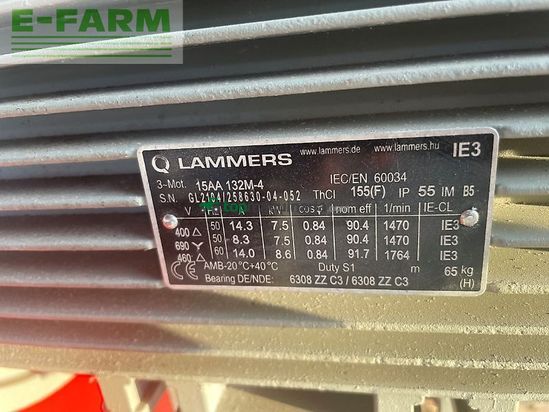 E-FARM
www.lammers.de www.lammers.hu IE3
LAMMERS
3-Mot. 15AA 132M-4 IEC/EN 60034
S.N. GL2104/258630-04-052 ThCl 155(F) IP 55 IM B5
V Hz A kW cos φ nom eff 1/min IE-CL
400 Δ 50 14.3 7.5 0.84 90.4 1470 IE3
690 Y 50 8.3 7.5 0.84 90.4 1470 IE3
460 Δ 60 14.0 8.6 0.84 91.7 1764 IE3
CE AMB-20°C+40°C Duty S1 m 65 kg
Bearing DE/NDE: 6308 ZZ C3 / 6308 ZZ C3 (H)